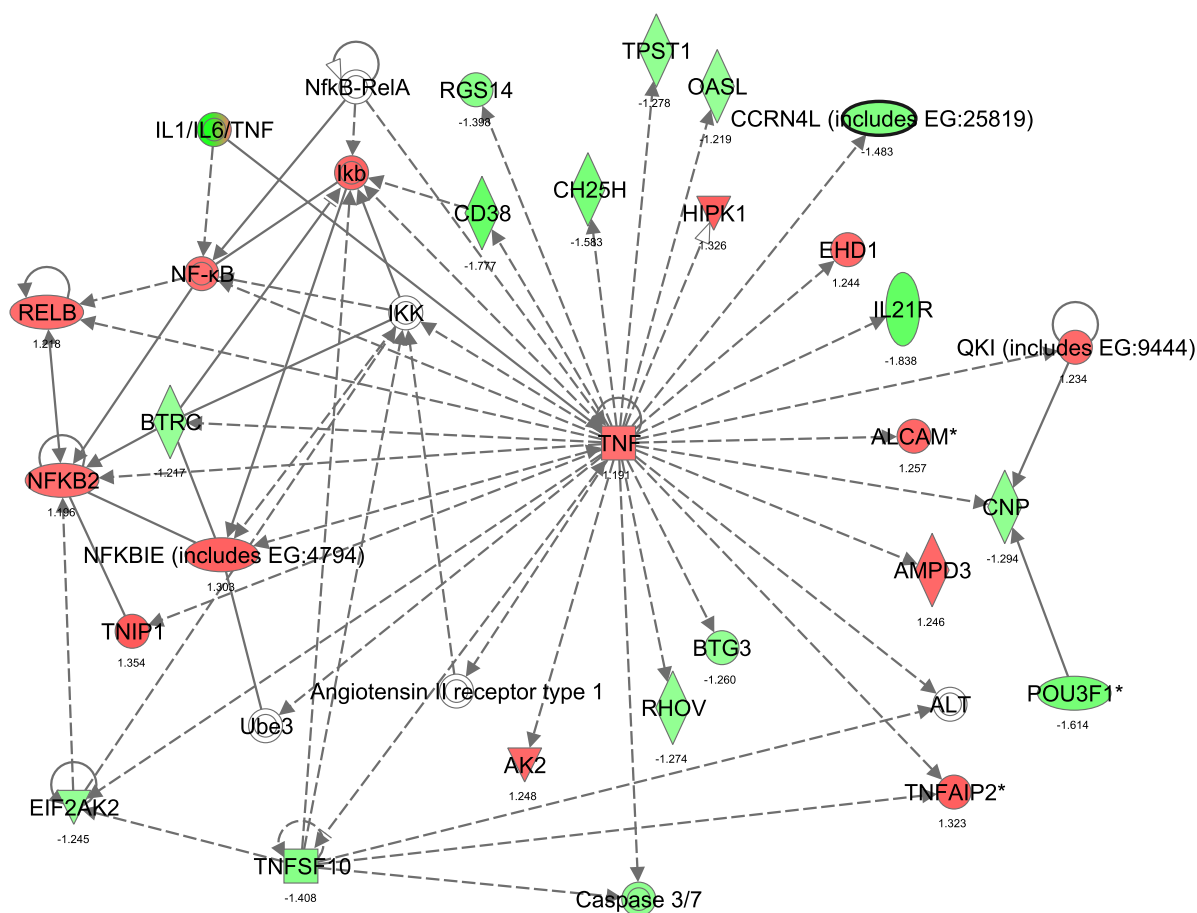 TPST1
-1.278
NfkB-RelA
OASL
-1.219
RGS14
-1.398
CCRN4L (includes EG:25819)
-1.483
IL1/IL6/TNF
Ikb
CH25H
-1.583
CD38
-1.777
HIPK1
1.326
EHD1
1.244
NF-κB
RELB
1.218
IKK
IL21R
-1.838
QKI (includes EG:9444)
1.234
BTRC
-1.217
TNF
1.191
ALCAM*
1.257
NFKB2
1.196
CNP
-1.294
NFKBIE (includes EG:4794)
1.303
AMPD3
1.246
TNIP1
1.354
BTG3
-1.260
Angiotensin II receptor type 1
POU3F1*
-1.614
Ube3
RHOV
-1.274
ALT
AK2
1.248
TNFAIP2*
1.323
EIF2AK2
-1.245
TNFSF10
-1.408
Caspase 3/7